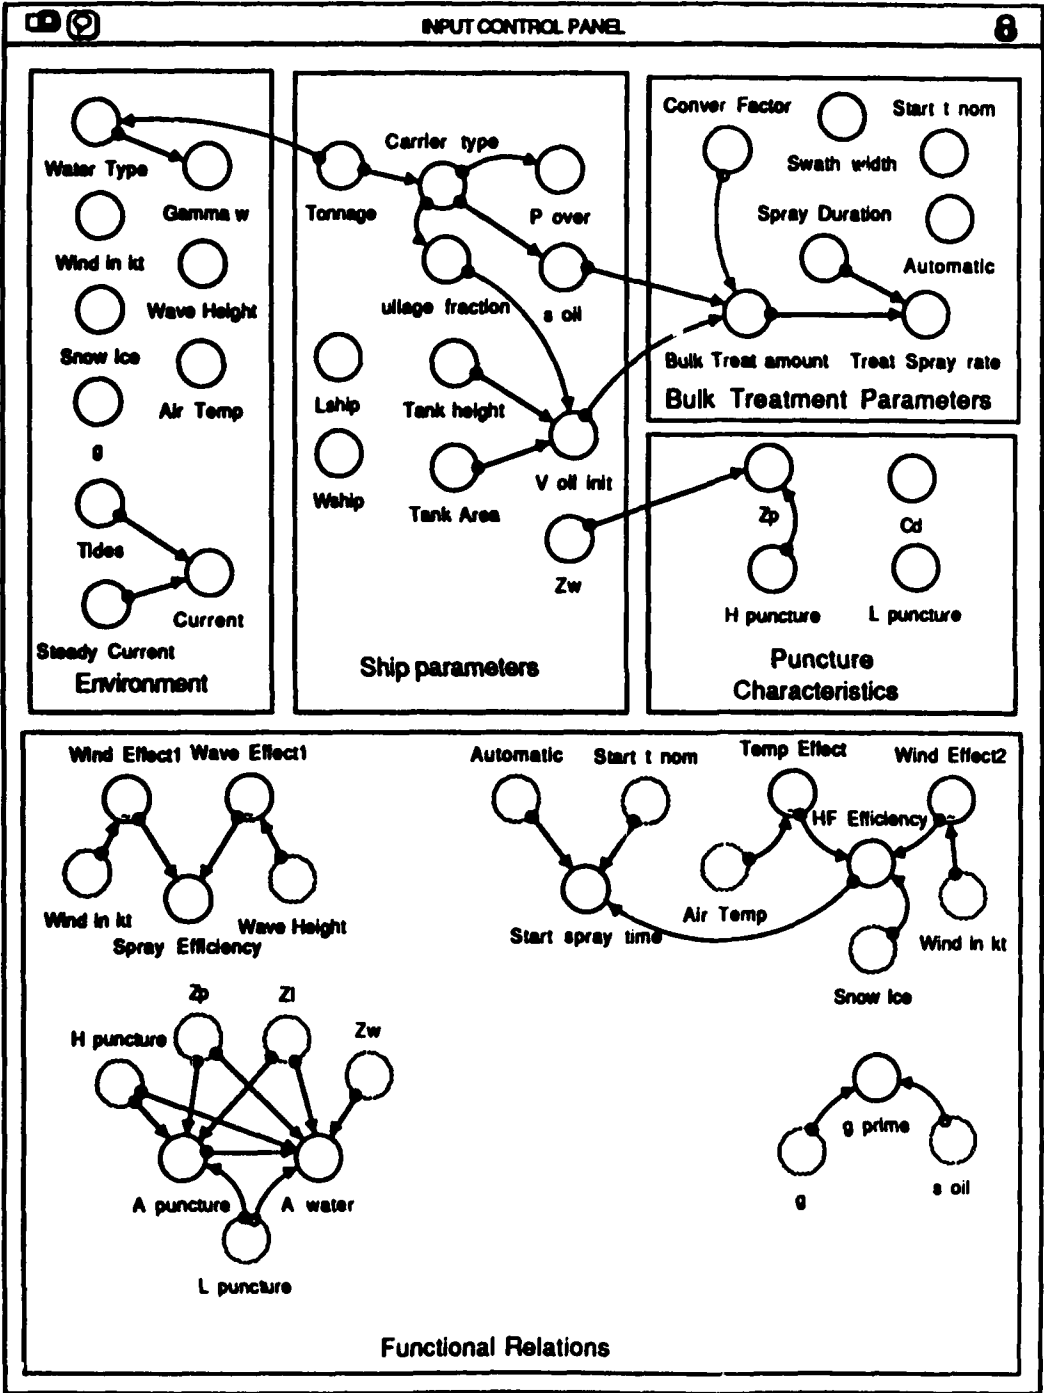 INPUT CONTROL PANEL
Water Type
Gamma w
Wind in kt
Wave Height
Snow Ice
Air Temp
g
Tides
Current
Steady Current
Environment
Carrier type
Tonnage
P over
ullage fraction
s oil
Lship
Tank height
Wship
V oil init
Tank Area
Zw
Ship parameters
Conver Factor
Start t nom
Swath width
Spray Duration
Automatic
Bulk Treat amount
Treat Spray rate
Bulk Treatment Parameters
Zp
Cd
H puncture
L puncture
Puncture
Characteristics
Wind Effect1
Wave Effect1
Wind in kt
Wave Height
Spray Efficiency
Automatic
Start t nom
Temp Effect
Wind Effect2
HF Efficiency
Air Temp
Start spray time
Wind in kt
Snow Ice
Zp
Zl
Zw
H puncture
A puncture
A water
L puncture
g prime
g
s oil
Functional Relations